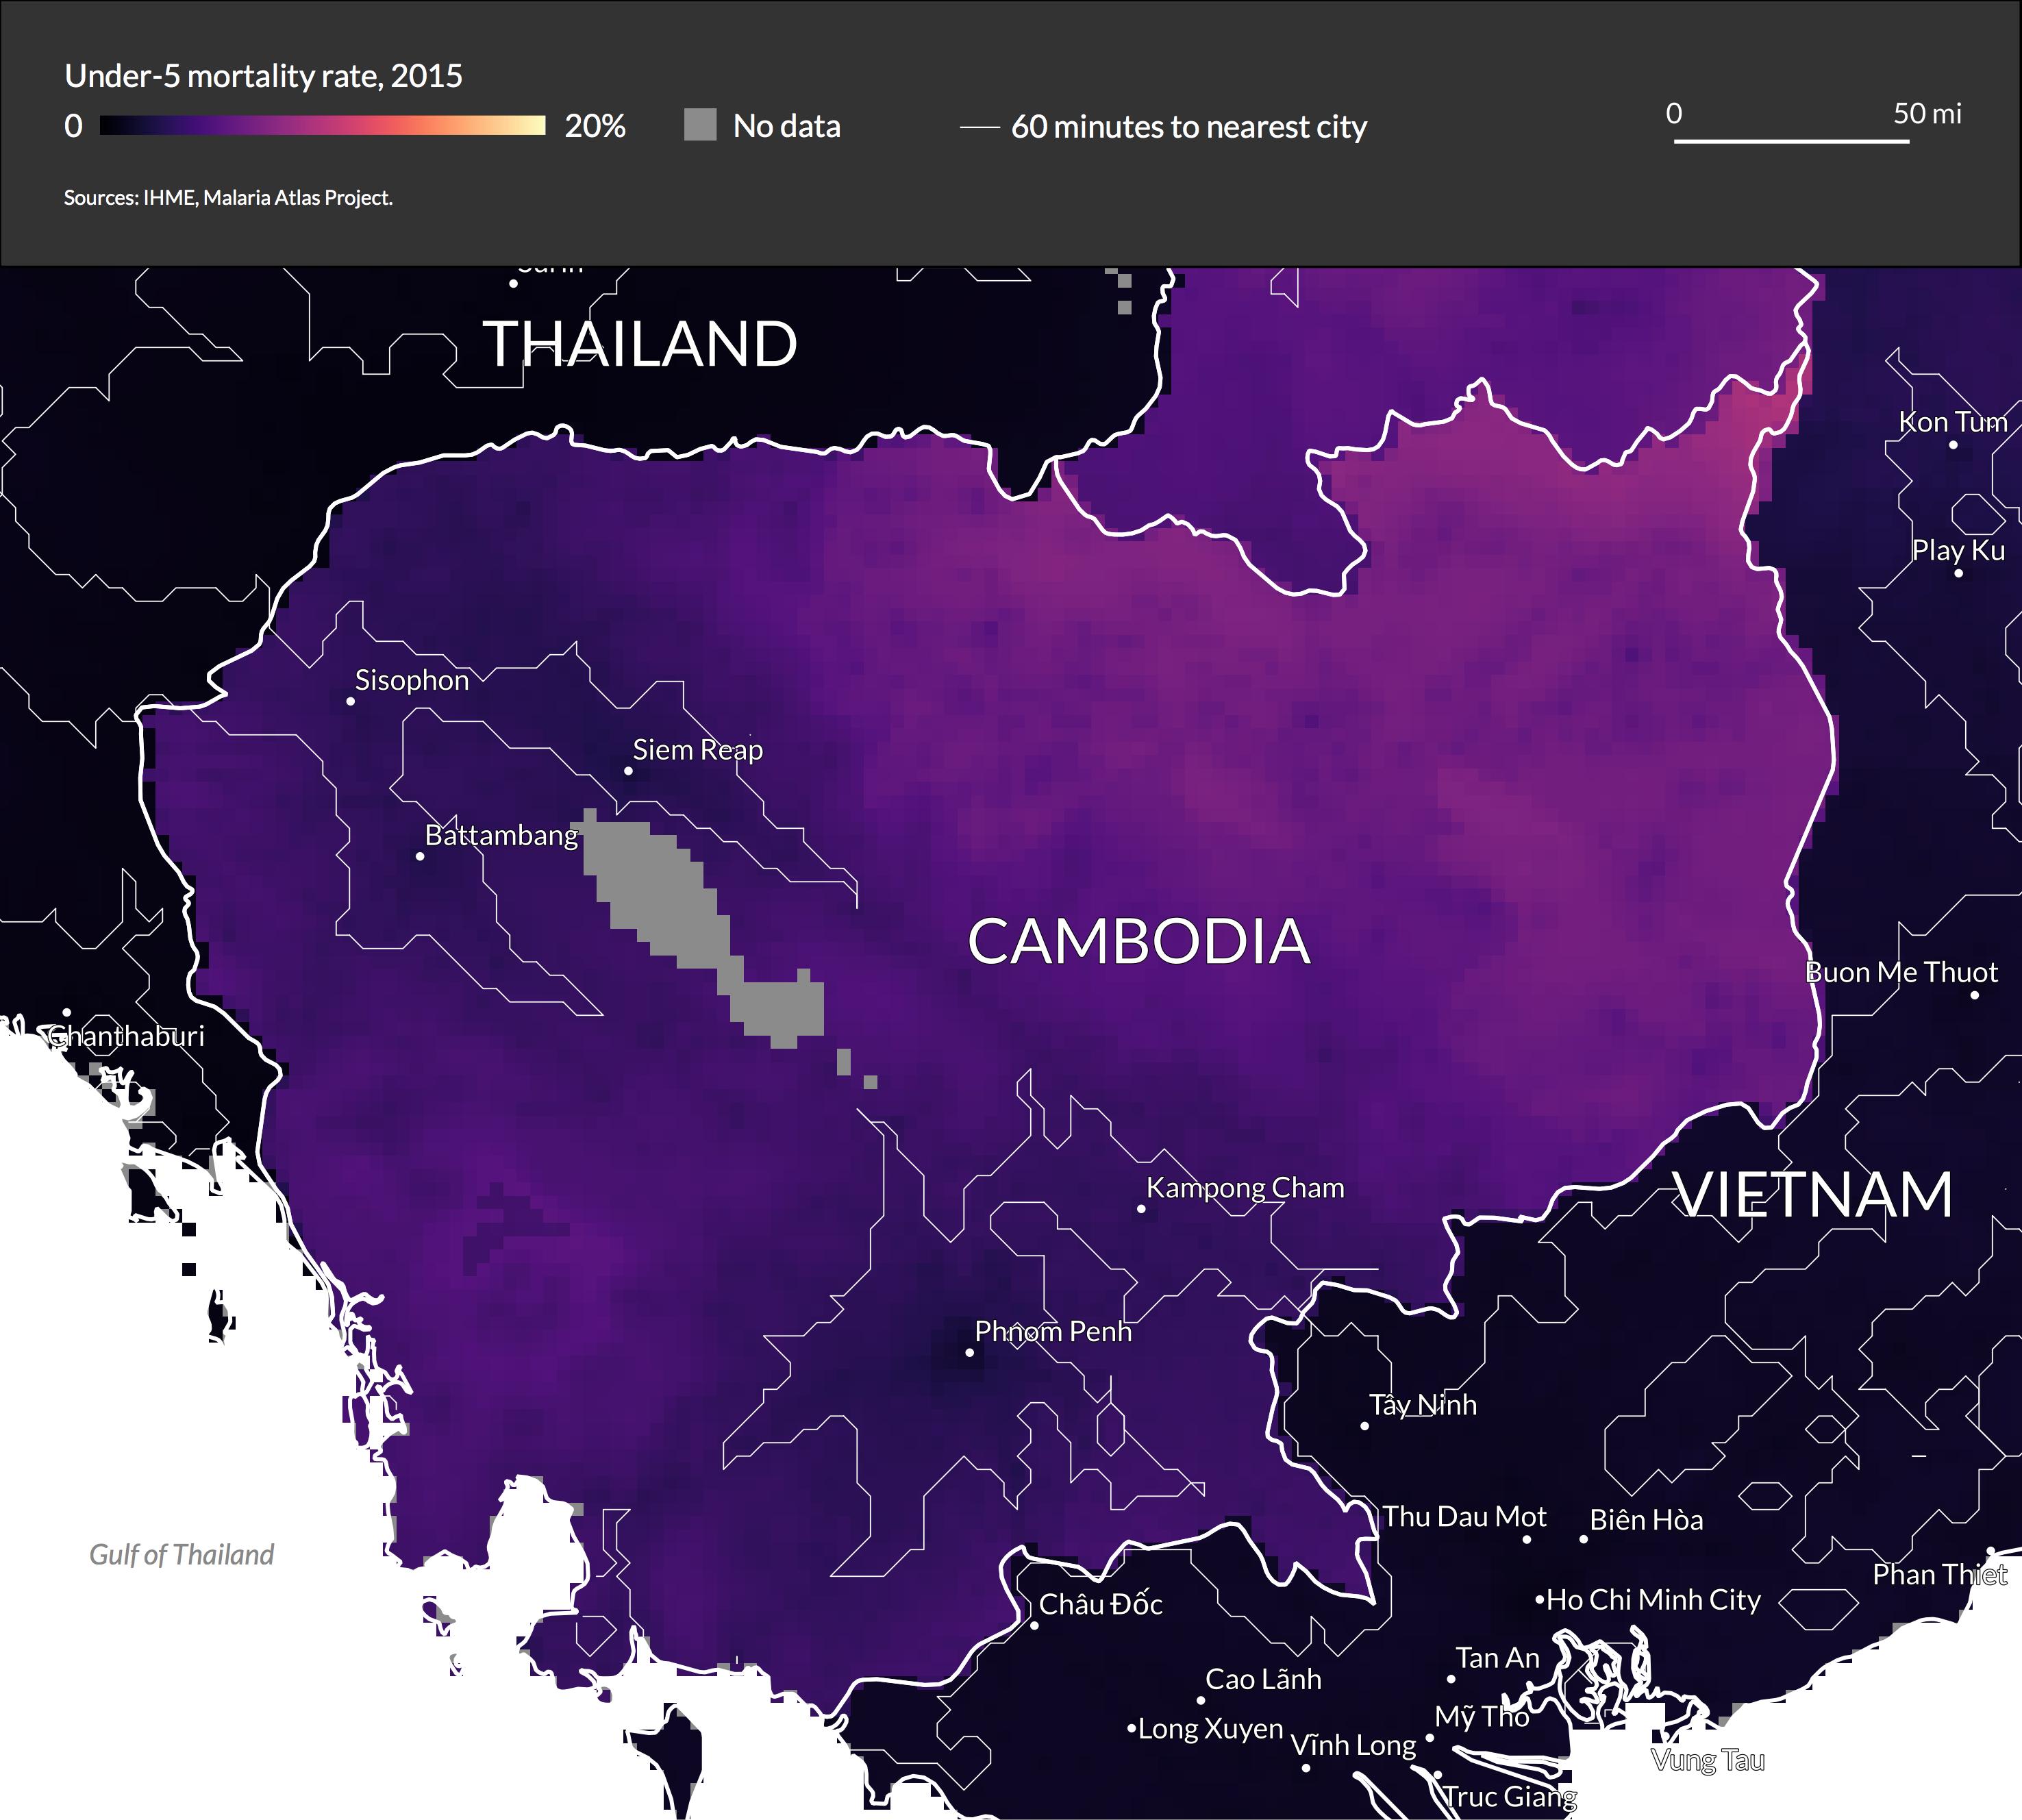 Under-5 mortality rate, 2015
0 20% No data 60 minutes to nearest city 0 50 mi
Sources: IHME, Malaria Atlas Project.
THAILAND
Kon Tum
Play Ku
Sisophon
Siem Reap
Battambang
CAMBODIA
Buon Me Thuot
Chanthaburi
Kampong Cham
VIETNAM
Phnom Penh
Tây Ninh
Thu Dau Mot
Biên Hòa
Gulf of Thailand
Phan Thiet
Châu Đốc
Ho Chi Minh City
Tan An
Cao Lãnh
Mỹ Tho
Long Xuyen
Vĩnh Long
Vung Tau
Truc Giang